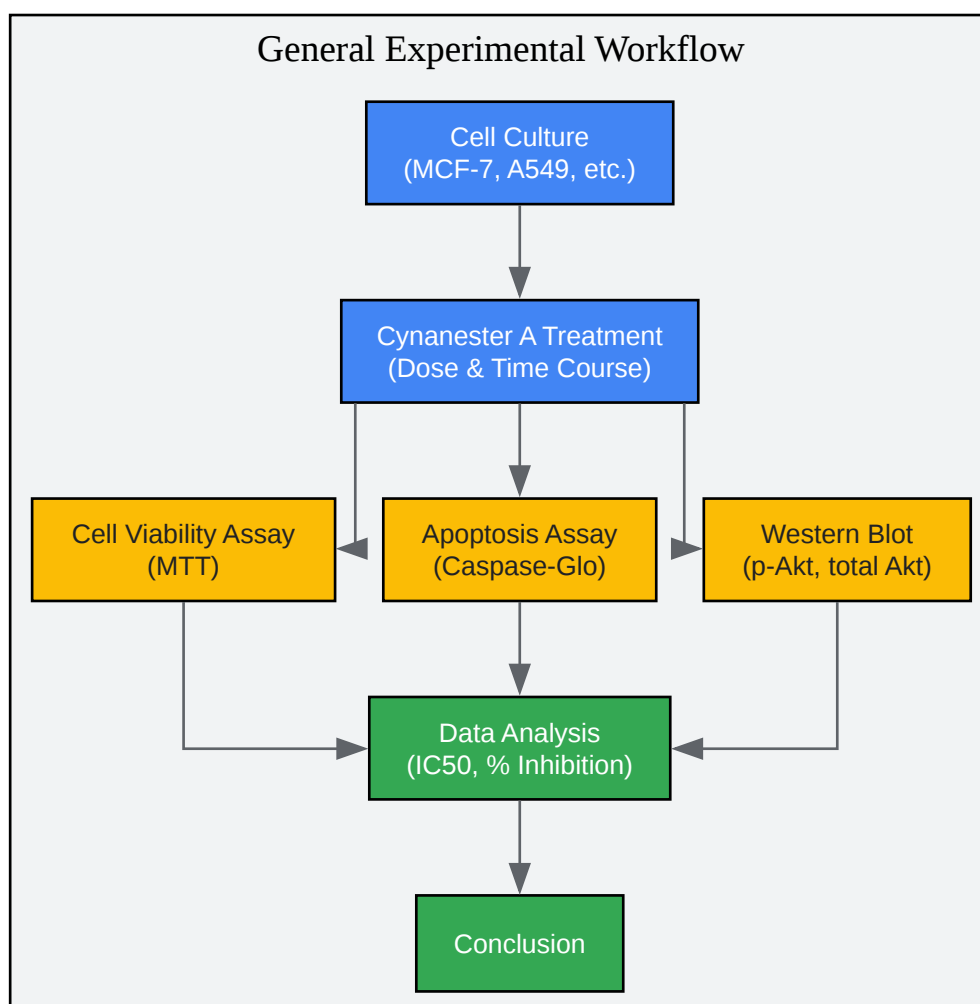 General Experimental Workflow
Cell Culture
(MCF-7, A549, etc.)
Cynanester A Treatment
(Dose & Time Course)
Cell Viability Assay
(MTT)
Apoptosis Assay
(Caspase-Glo)
Western Blot
(p-Akt, total Akt)
Data Analysis
(IC50, % Inhibition)
Conclusion